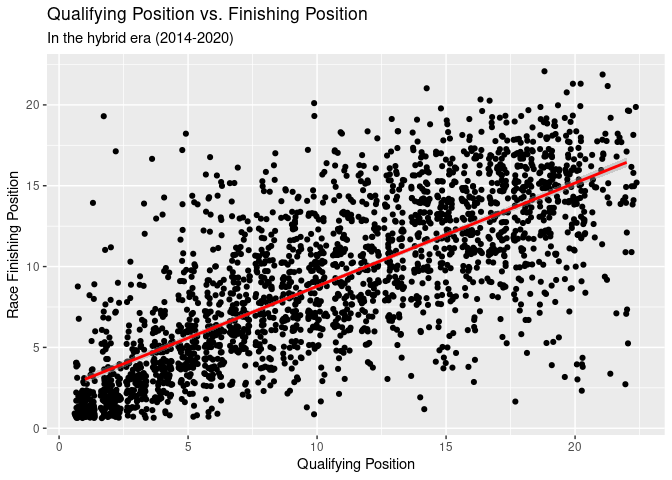 Qualifying Position vs. Finishing Position
In the hybrid era (2014-2020)
20
15
10
5
0
Race Finishing Position
0 5 10 15 20
Qualifying Position